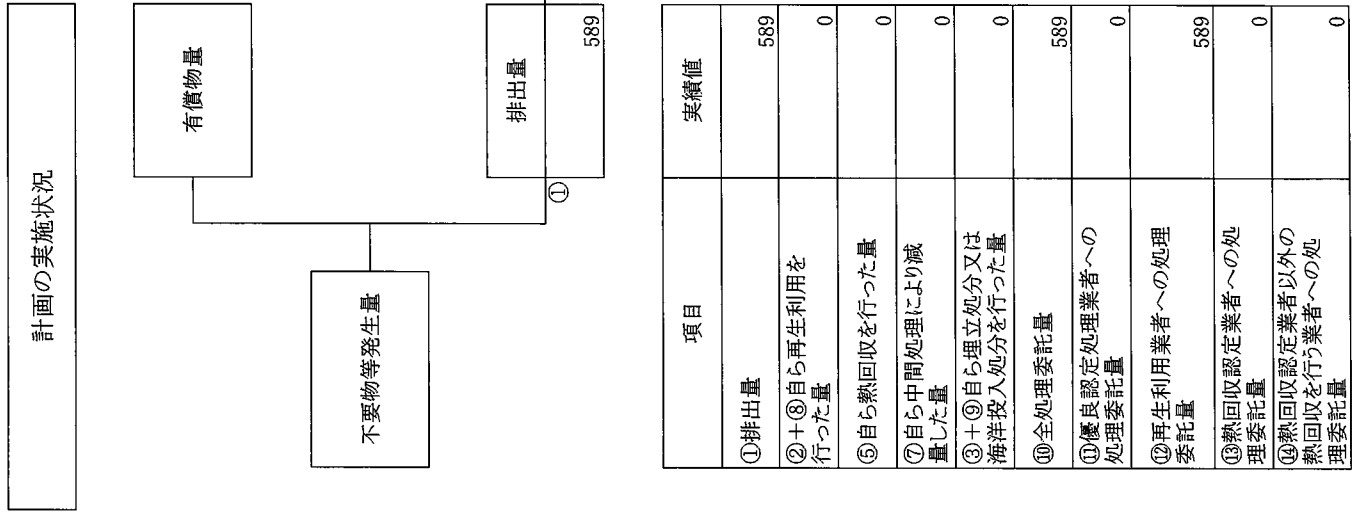 計画の実施状況
有償物量
不要物等発生量
排出量
①
589
項目
実績値
①排出量
589
②+⑧自ら再生利用を
行った量
0
⑤自ら熱回収を行った量
0
⑦自ら中間処理により減
量した量
0
③+⑨自ら埋立処分又は
海洋投入処分を行った量
0
⑩全処理委託量
589
⑪優良認定処理業者への
処理委託量
0
⑫再生利用業者への処理
委託量
589
⑬熱回収認定業者への処
理委託量
0
⑭熱回収認定業者以外の
熱回収を行う業者への処
理委託量
0